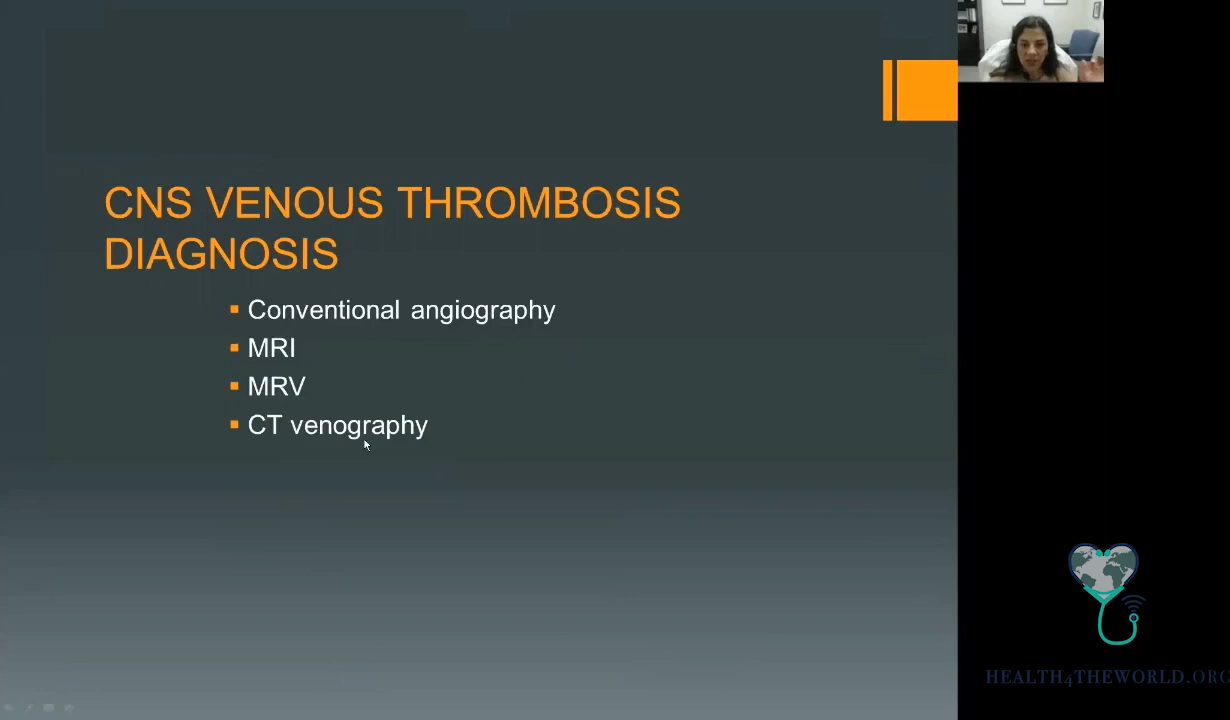 CNS VENOUS THROMBOSIS
DIAGNOSIS
Conventional angiography
MRI
MRV
CT venography
HEALTH4THEWORLD.ORG